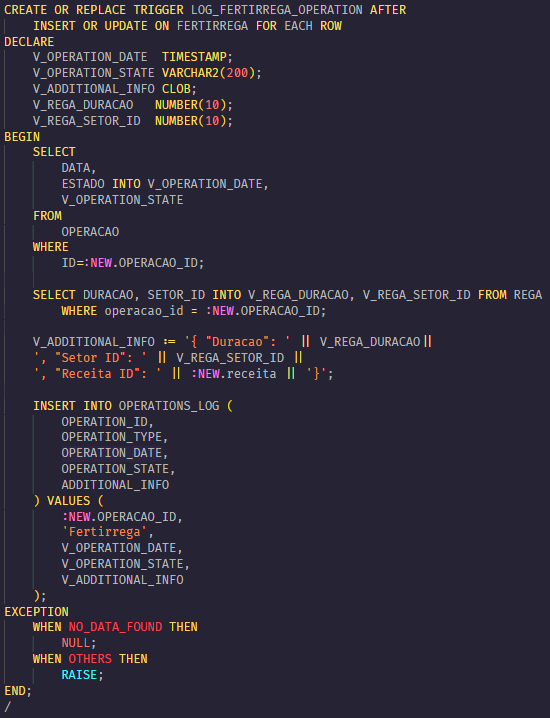 CREATE OR REPLACE TRIGGER LOG_FERTIRREGA_OPERATION AFTER
    INSERT OR UPDATE ON FERTIRREGA FOR EACH ROW
DECLARE
    V_OPERATION_DATE  TIMESTAMP;
    V_OPERATION_STATE VARCHAR2(200);
    V_ADDITIONAL_INFO CLOB;
    V_REGA_DURACAO   NUMBER(10);
    V_REGA_SETOR_ID  NUMBER(10);
BEGIN
    SELECT
        DATA,
        ESTADO INTO V_OPERATION_DATE,
        V_OPERATION_STATE
    FROM
        OPERACAO
    WHERE
        ID=:NEW.OPERACAO_ID;

    SELECT DURACAO, SETOR_ID INTO V_REGA_DURACAO, V_REGA_SETOR_ID FROM REGA
        WHERE operacao_id = :NEW.OPERACAO_ID;

    V_ADDITIONAL_INFO := '{ "Duracao": ' || V_REGA_DURACAO||
    ', "Setor ID": ' || V_REGA_SETOR_ID ||
    ', "Receita ID": ' || :NEW.receita || '}';

    INSERT INTO OPERATIONS_LOG (
        OPERATION_ID,
        OPERATION_TYPE,
        OPERATION_DATE,
        OPERATION_STATE,
        ADDITIONAL_INFO
    ) VALUES (
        :NEW.OPERACAO_ID,
        'Fertirrega',
        V_OPERATION_DATE,
        V_OPERATION_STATE,
        V_ADDITIONAL_INFO
    );
EXCEPTION
    WHEN NO_DATA_FOUND THEN
        NULL;
    WHEN OTHERS THEN
        RAISE;
END;
/